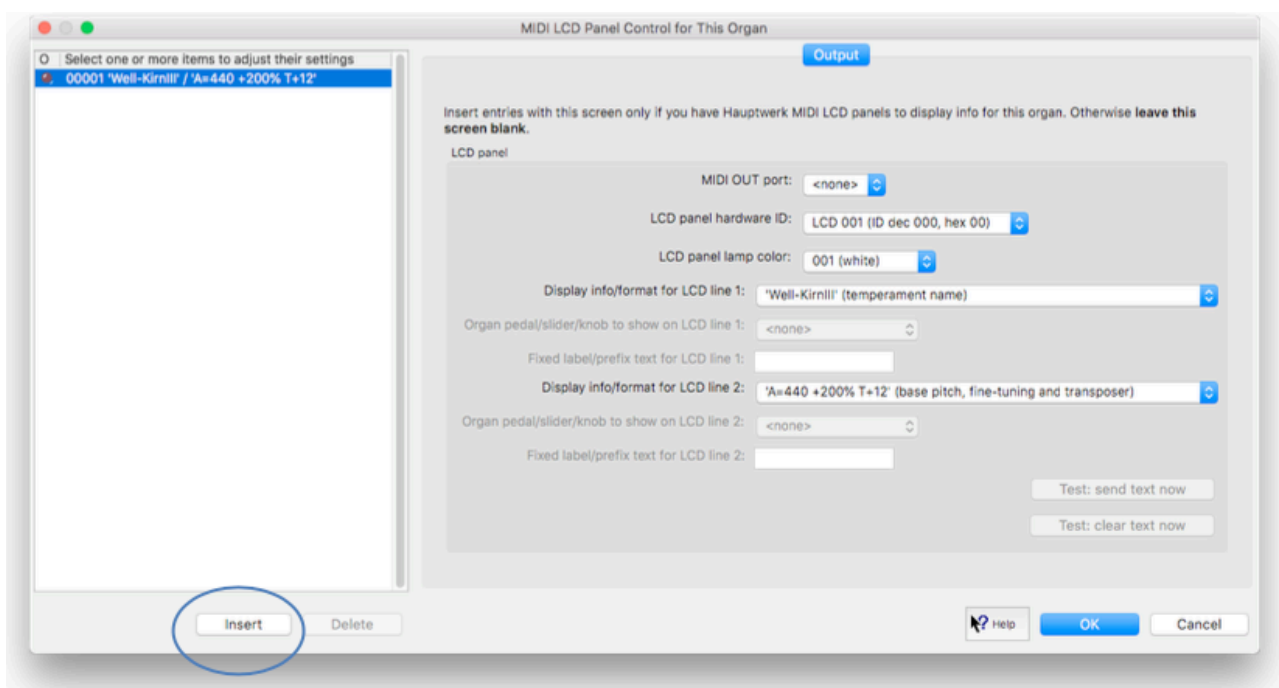 MIDI LCD Panel Control for This Organ
O Select one or more items to adjust their settings
00001 'Well-KirnIII' / 'A=440 +200% T+12'
Output
Insert entries with this screen only if you have Hauptwerk MIDI LCD panels to display info for this organ. Otherwise leave this
screen blank.
LCD panel
MIDI OUT port: <none>
LCD panel hardware ID: LCD 001 (ID dec 000, hex 00)
LCD panel lamp color: 001 (white)
Display info/format for LCD line 1: 'Well-KirnIII' (temperament name)
Organ pedal/slider/knob to show on LCD line 1: <none>
Fixed label/prefix text for LCD line 1:
Display info/format for LCD line 2: 'A=440 +200% T+12' (base pitch, fine-tuning and transposer)
Organ pedal/slider/knob to show on LCD line 2: <none>
Fixed label/prefix text for LCD line 2:
Test: send text now
Test: clear text now
Insert Delete ? Help OK Cancel